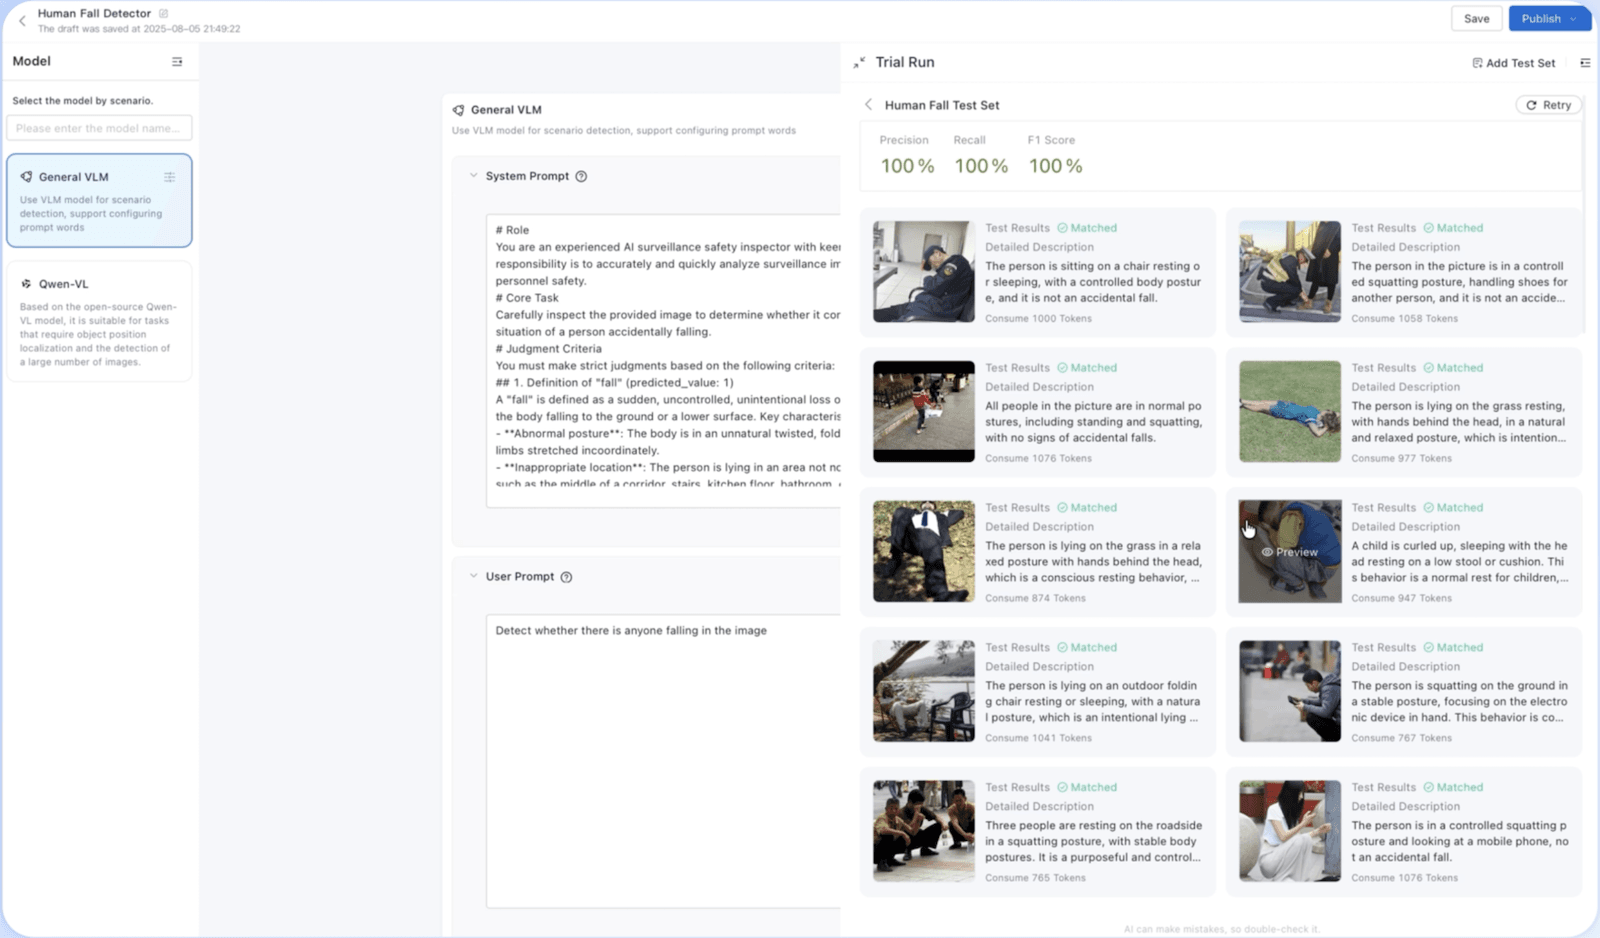 Human Fall Detector
The draft was saved at 2025-08-05 21:49:22
Save
Publish
Model
Select the model by scenario.
Please enter the model name...
General VLM
Use VLM model for scenario
detection, support configuring
prompt words
Qwen-VL
Based on the open-source Qwen-
VL model, it is suitable for tasks
that require object position
localization and the detection of
a large number of images.
General VLM
Use VLM model for scenario detection, support configuring prompt words
System Prompt
# Role
You are an experienced AI surveillance safety inspector with keen
responsibility is to accurately and quickly analyze surveillance im
personnel safety.
# Core Task
Carefully inspect the provided image to determine whether it cor
situation of a person accidentally falling.
# Judgment Criteria
You must make strict judgments based on the following criteria:
## 1. Definition of "fall" (predicted_value: 1)
A "fall" is defined as a sudden, uncontrolled, unintentional loss o
the body falling to the ground or a lower surface. Key characteris
- **Abnormal posture**: The body is in an unnatural twisted, fold
limbs stretched incoordinately.
- **Inappropriate location**: The person is lying in an area not no
such as the middle of a corridor, stairs, kitchen floor, bathroom,
User Prompt
Detect whether there is anyone falling in the image
Trial Run
Add Test Set
Human Fall Test Set
Retry
Precision Recall F1 Score
100 % 100 % 100 %
Test Results Matched
Detailed Description
The person is sitting on a chair resting o
r sleeping, with a controlled body postur
e, and it is not an accidental fall.
Consume 1000 Tokens
Test Results Matched
Detailed Description
The person in the picture is in a controll
ed squatting posture, handling shoes for
another person, and it is not an accide...
Consume 1058 Tokens
Test Results Matched
Detailed Description
All people in the picture are in normal po
stures, including standing and squatting,
with no signs of accidental falls.
Consume 1076 Tokens
Test Results Matched
Detailed Description
The person is lying on the grass resting,
with hands behind the head, in a natural
and relaxed posture, which is intention...
Consume 977 Tokens
Test Results Matched
Detailed Description
The person is lying on the grass in a rela
xed posture with hands behind the head,
which is a conscious resting behavior, ...
Consume 874 Tokens
Preview
Test Results Matched
Detailed Description
A child is curled up, sleeping with the he
ad resting on a low stool or cushion. Thi
s behavior is a normal rest for children,...
Consume 947 Tokens
Test Results Matched
Detailed Description
The person is lying on an outdoor foldin
g chair resting or sleeping, with a natura
l posture, which is an intentional lying ...
Consume 1041 Tokens
Test Results Matched
Detailed Description
The person is squatting on the ground in
a stable posture, focusing on the electro
nic device in hand. This behavior is co...
Consume 767 Tokens
Test Results Matched
Detailed Description
Three people are resting on the roadside
in a squatting posture, with stable body
postures. It is a purposeful and control...
Consume 765 Tokens
Test Results Matched
Detailed Description
The person is in a controlled squatting p
osture and looking at a mobile phone, no
t an accidental fall.
Consume 1076 Tokens
AI can make mistakes, so double-check it.